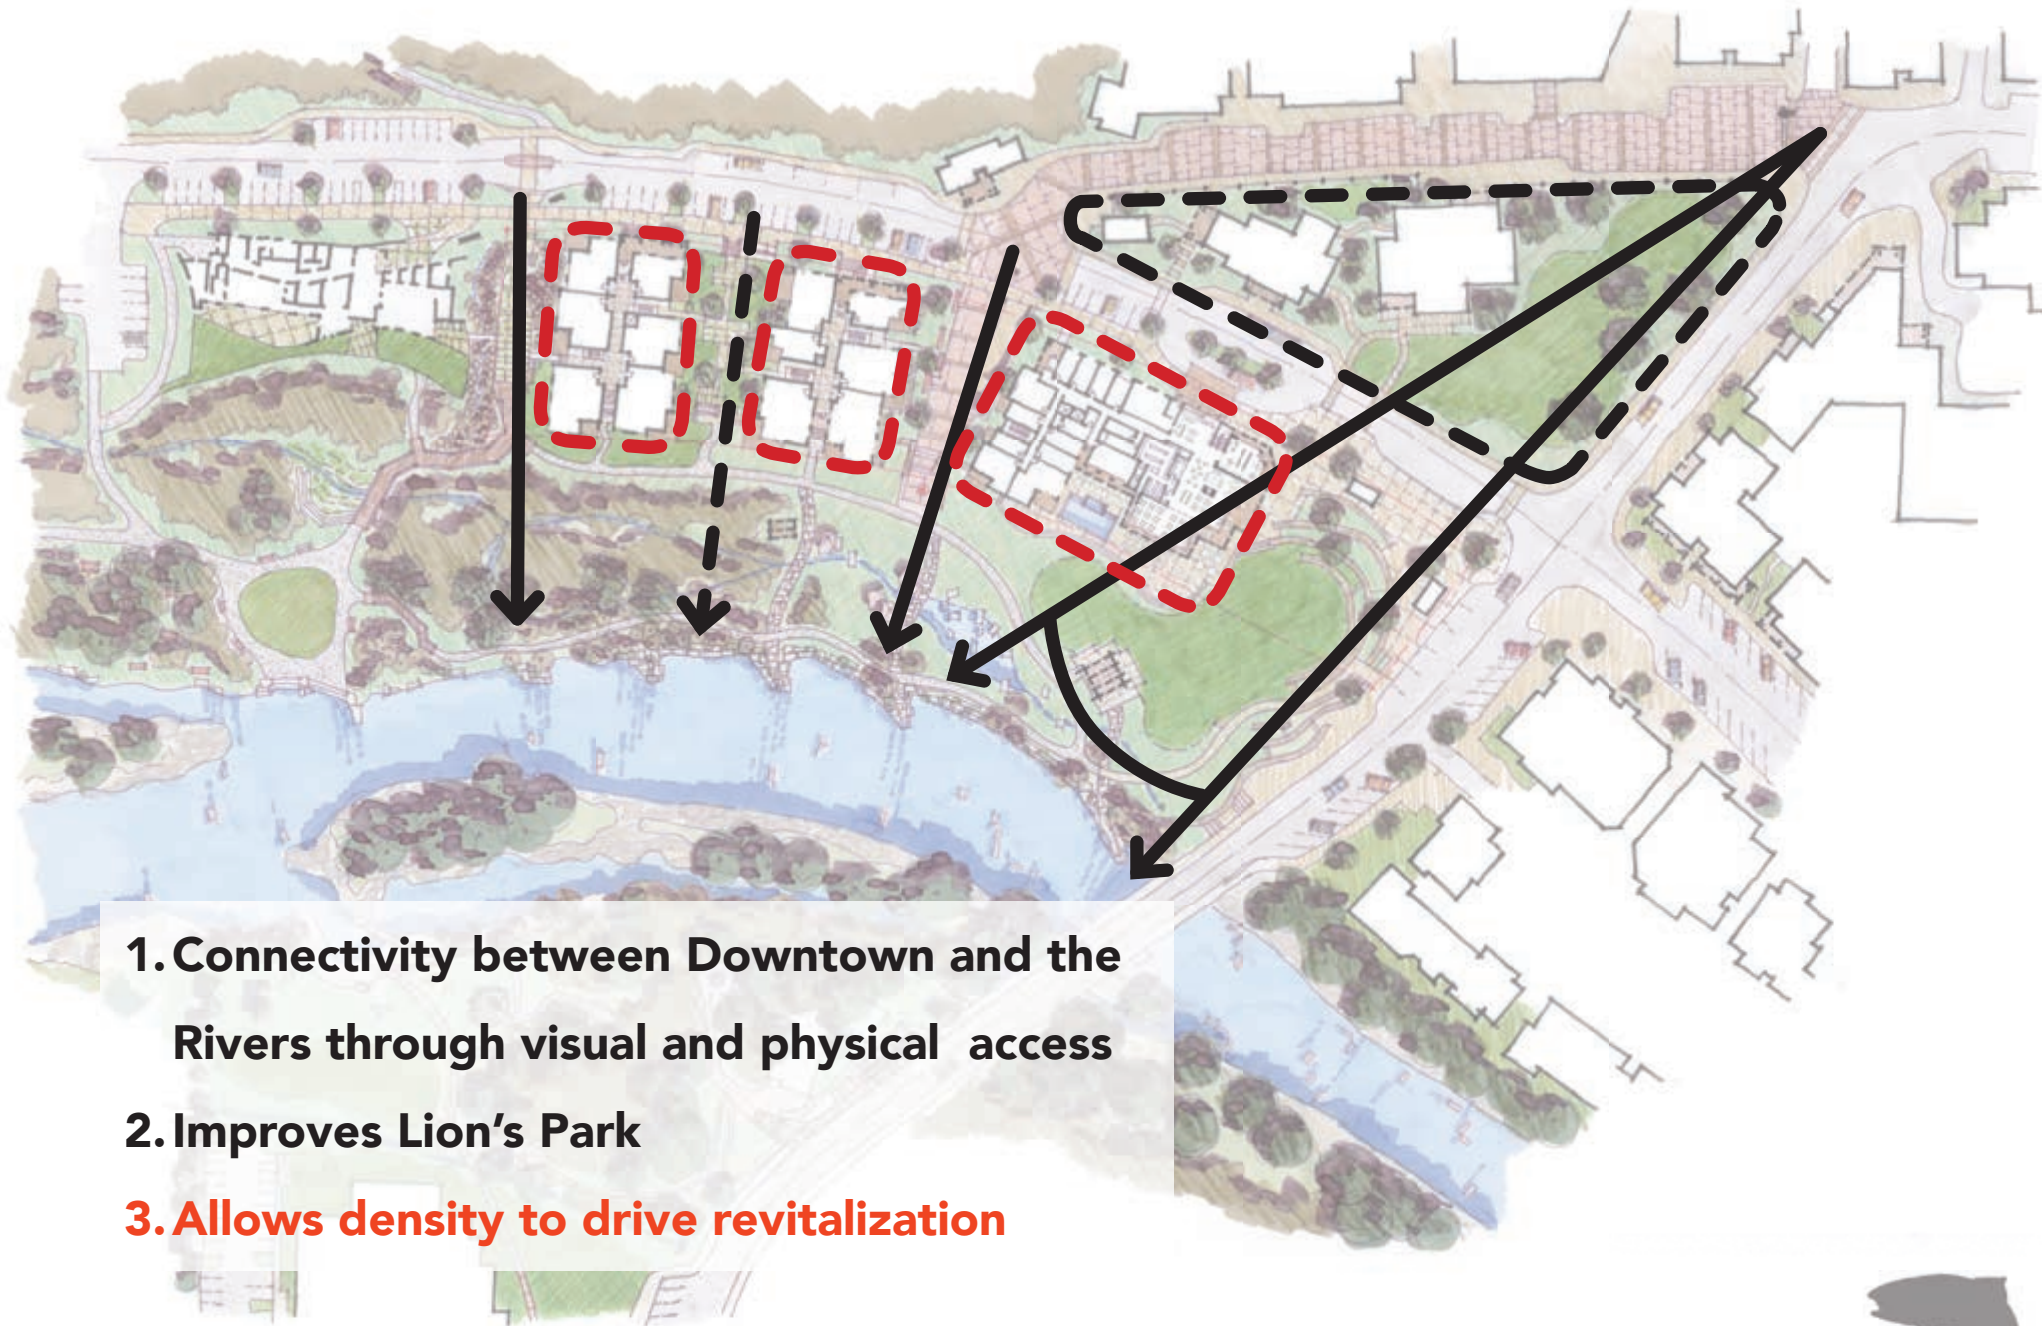 1. Connectivity between Downtown and the
Rivers through visual and physical access
2. Improves Lion’s Park
3. Allows density to drive revitalization